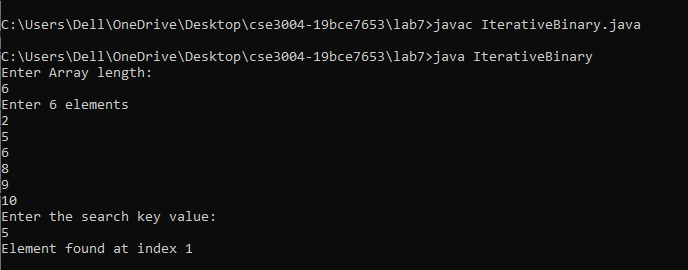 C:\Users\Dell\OneDrive\Desktop\cse3004-19bce7653\lab7>javac IterativeBinary.java
C:\Users\Dell\OneDrive\Desktop\cse3004-19bce7653\lab7>java IterativeBinary
Enter Array length:
6
Enter 6 elements
2
5
6
8
9
10
Enter the search key value:
5
Element found at index 1